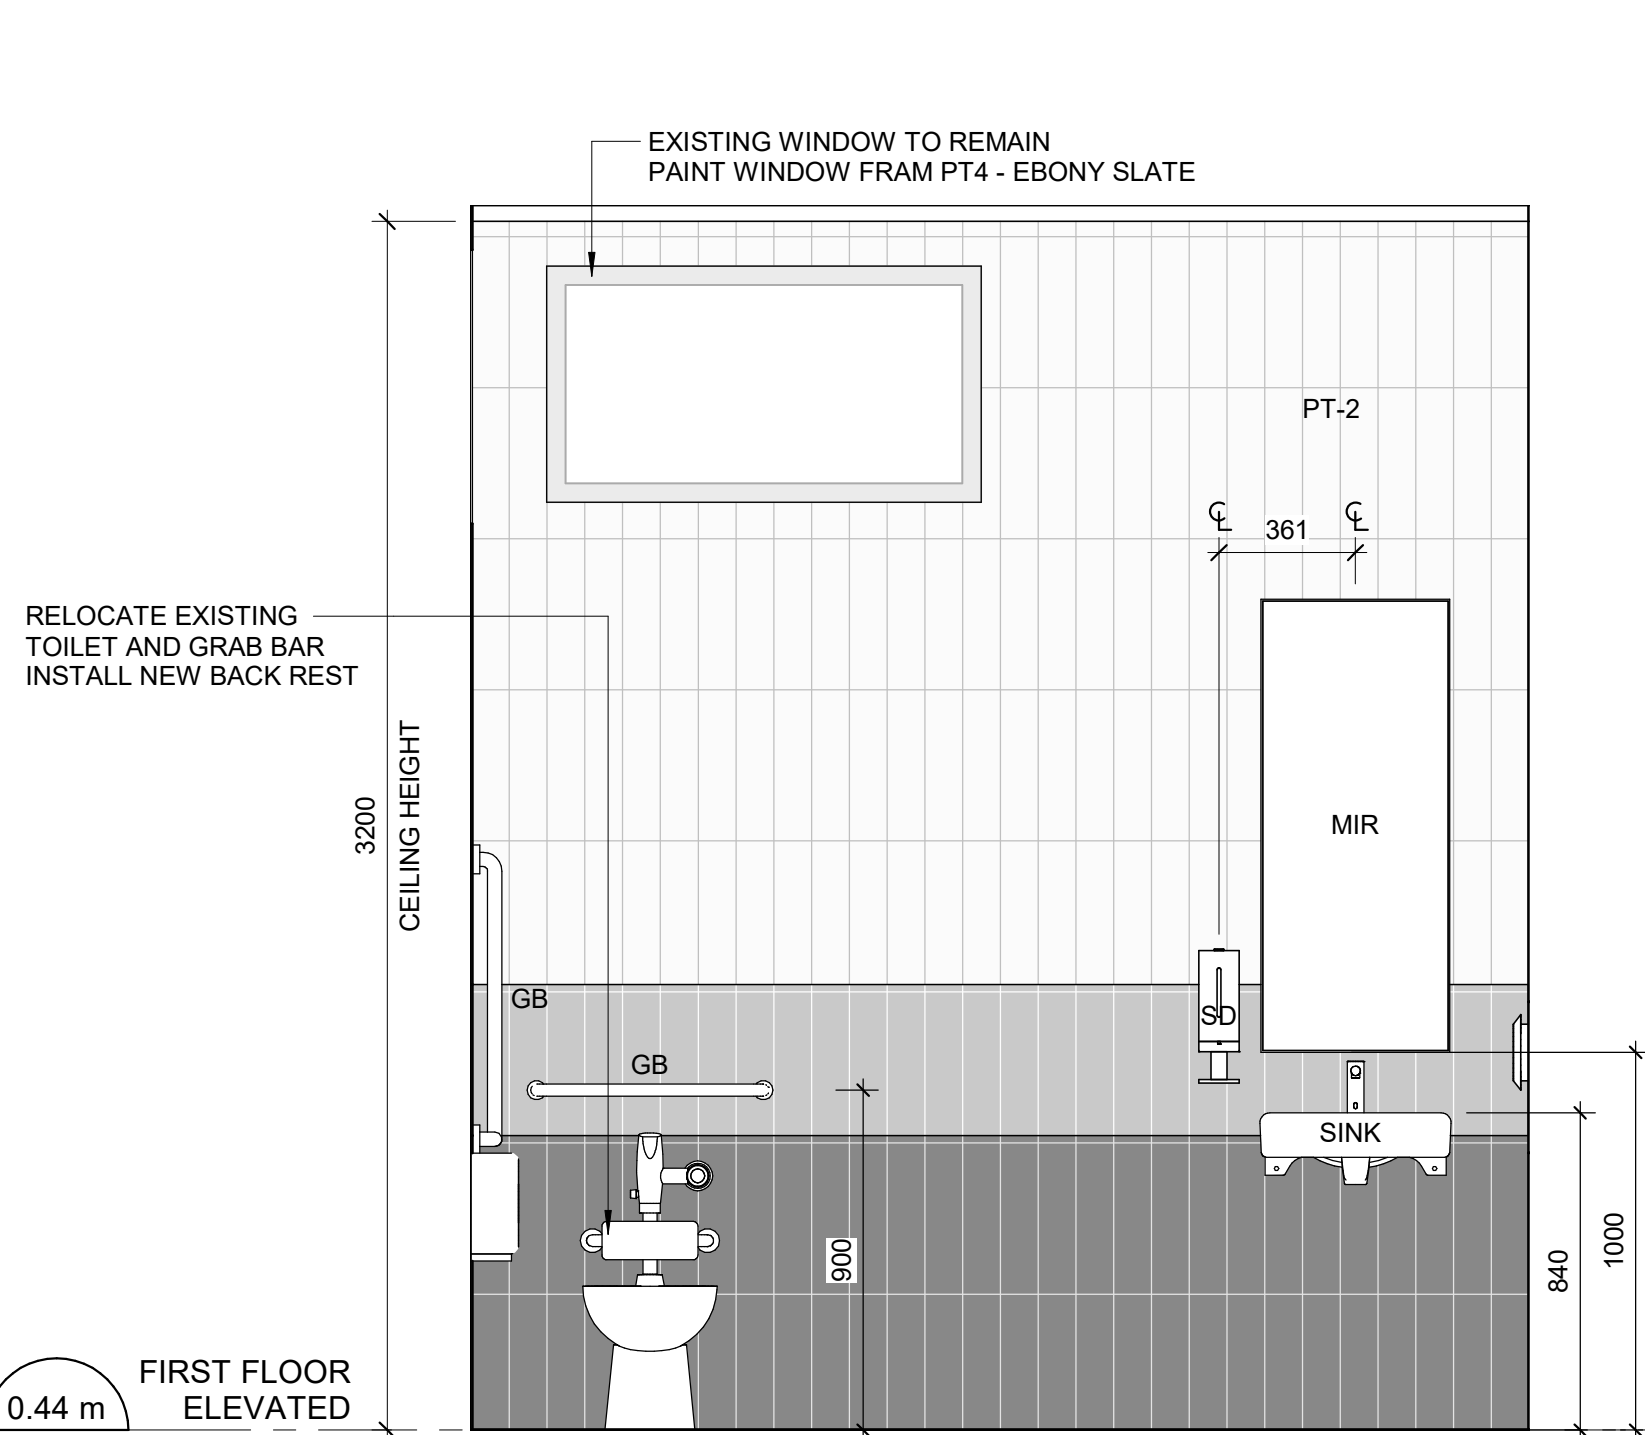 EXISTING WINDOW TO REMAIN
PAINT WINDOW FRAM PT4 - EBONY SLATE
PT-2
℄
℄
361
RELOCATE EXISTING
TOILET AND GRAB BAR
INSTALL NEW BACK REST
3200
CEILING HEIGHT
MIR
GB
SD
GB
SINK
900
840
1000
FIRST FLOOR
ELEVATED
0.44 m